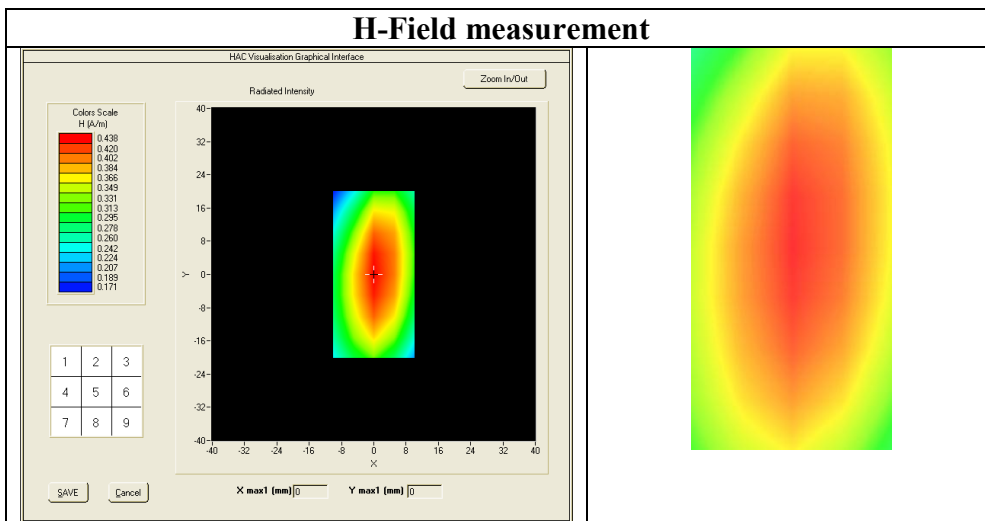 H-Field measurement
HAC Visualisation Graphical Interface
Zoom In/Out
Radiated Intensity
Colors Scale
H (A/m)
0.438
0.420
0.402
0.384
0.366
0.349
0.331
0.313
0.295
0.278
0.260
0.242
0.224
0.207
0.189
0.171
40
32
24
16
8
0
-8
-16
-24
-32
-40
Y
-40 -32 -24 -16 -8 0 8 16 24 32 40
X
1 2 3
4 5 6
7 8 9
SAVE Cancel
X max1 (mm) 0 Y max1 (mm) 0